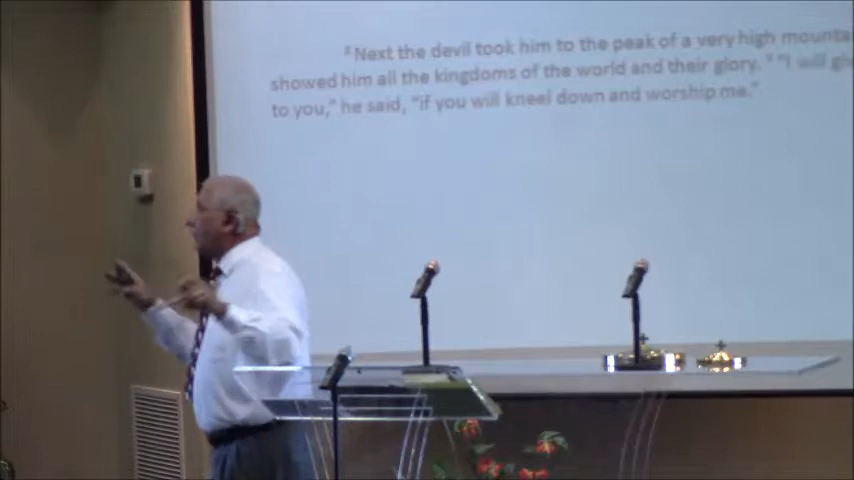 ⁸ Next the devil took him to the peak of a very high mounta
showed him all the kingdoms of the world and their glory. ⁹ "I will
to you," he said, "if you will kneel down and worship me."